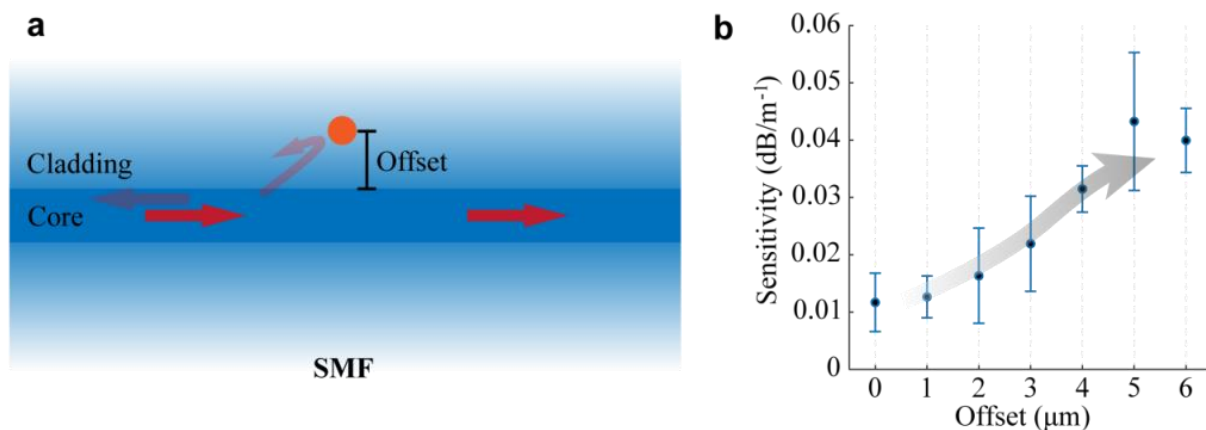 a
Cladding
Offset
Core
SMF
b
Sensitivity (dB/m⁻¹)
0.06
0.05
0.04
0.03
0.02
0.01
0
0 1 2 3 4 5 6
Offset (μm)